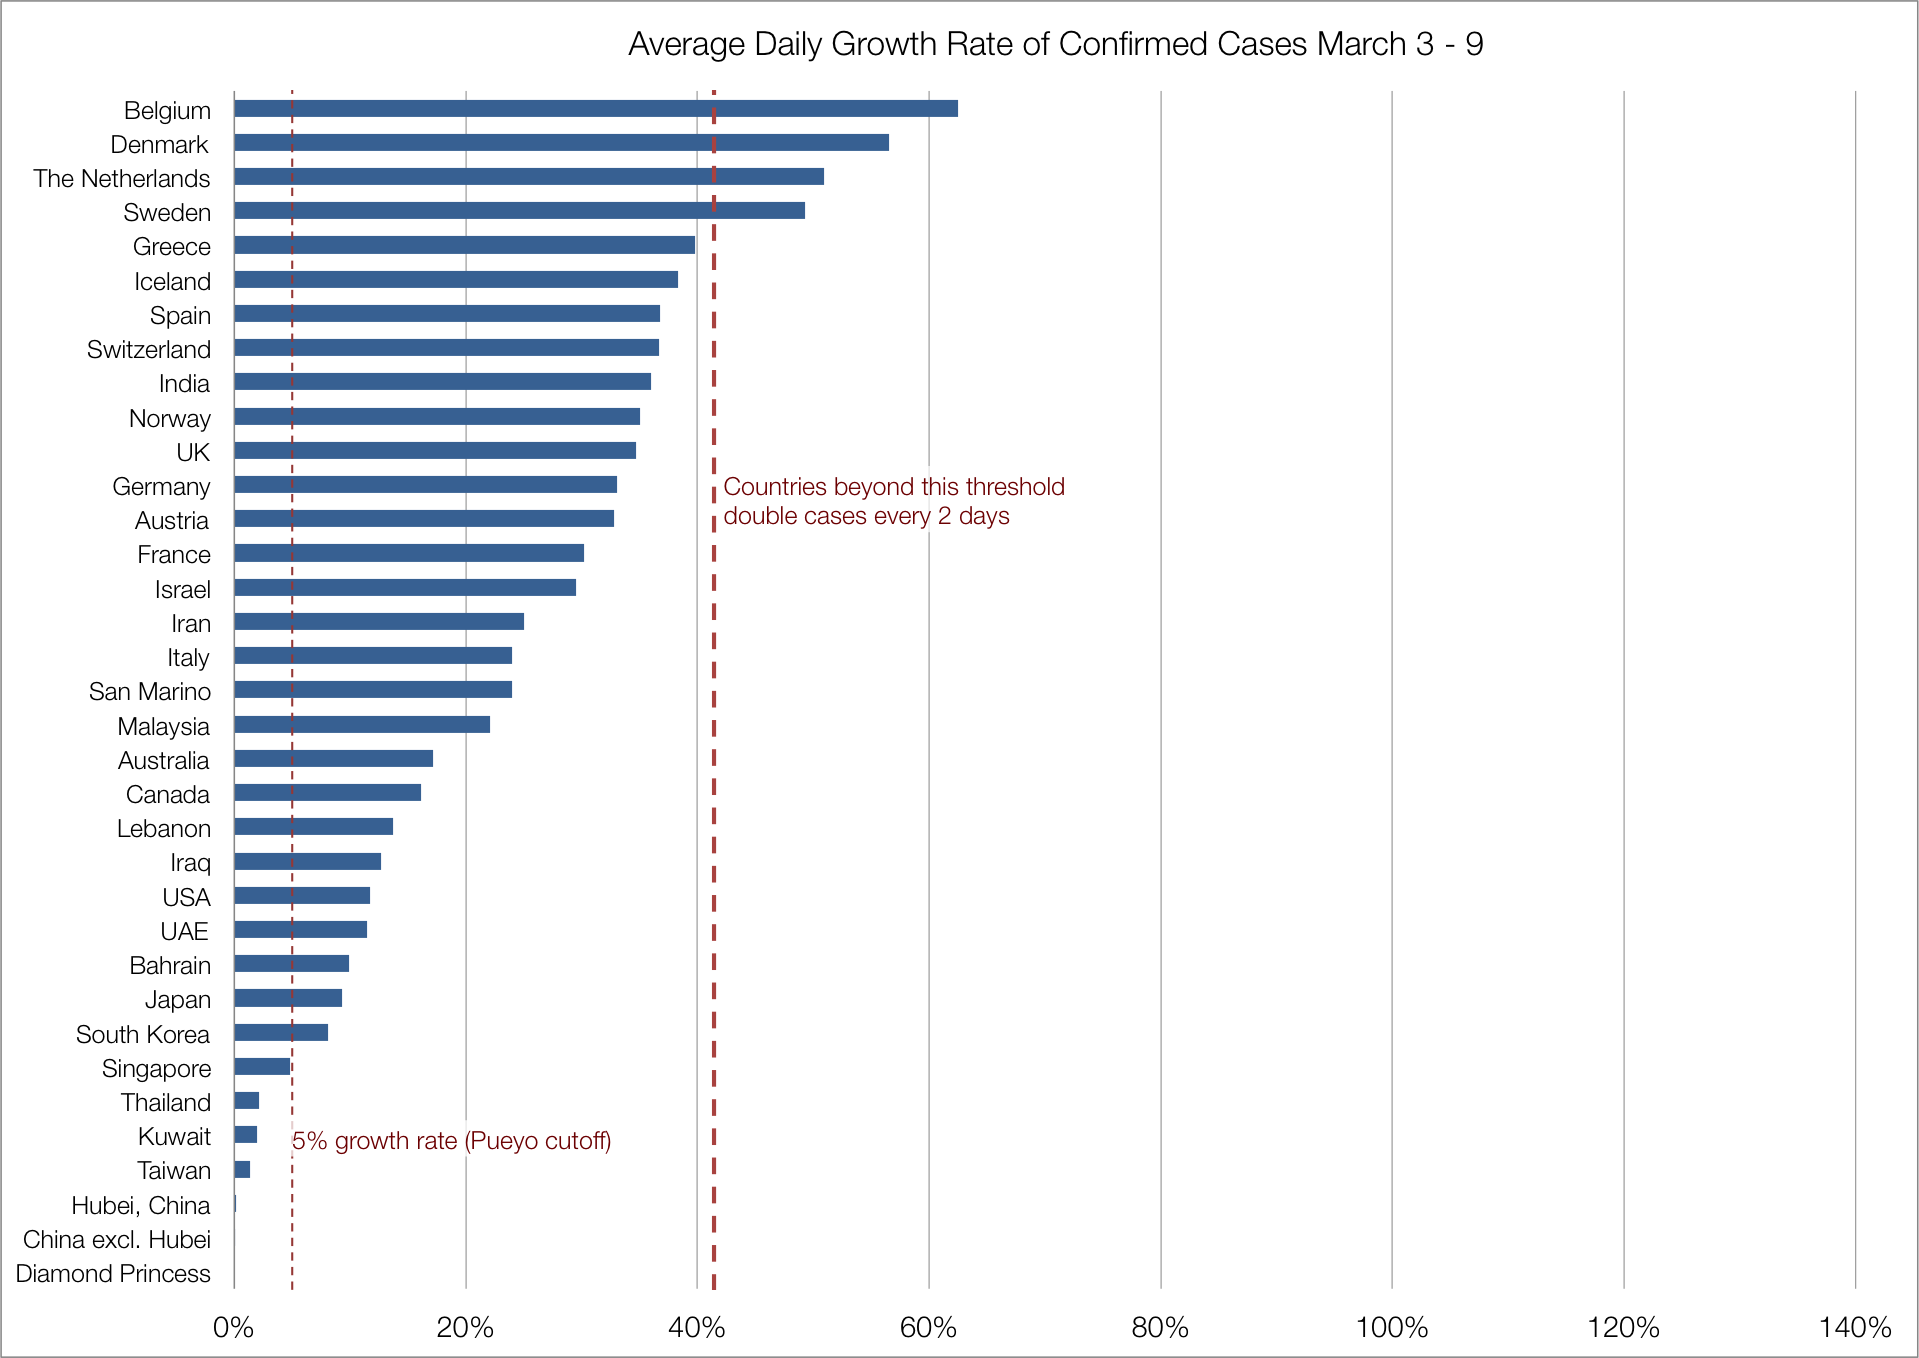 Average Daily Growth Rate of Confirmed Cases March 3 - 9
Belgium
Denmark
The Netherlands
Sweden
Greece
Iceland
Spain
Switzerland
India
Norway
UK
Germany
Countries beyond this threshold
double cases every 2 days
Austria
France
Israel
Iran
Italy
San Marino
Malaysia
Australia
Canada
Lebanon
Iraq
USA
UAE
Bahrain
Japan
South Korea
Singapore
Thailand
Kuwait
5% growth rate (Pueyo cutoff)
Taiwan
Hubei, China
China excl. Hubei
Diamond Princess
0% 20% 40% 60% 80% 100% 120% 140%